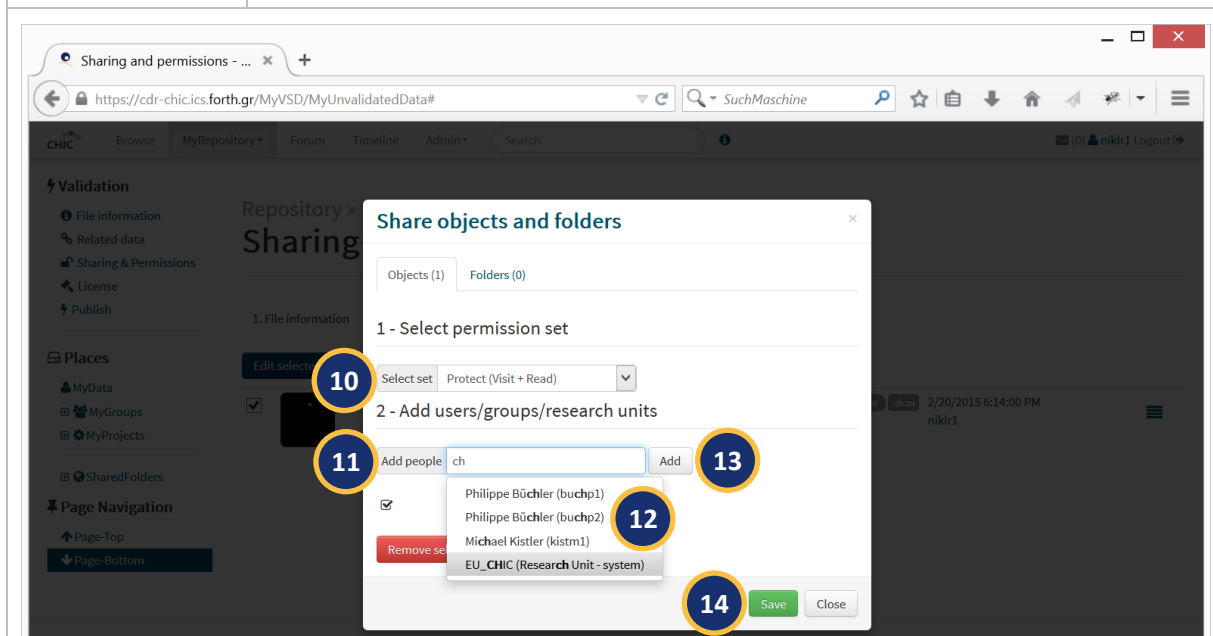 Sharing and permissions - ...
https://cdr-chic.ics.forth.gr/MyVSD/MyUnvalidatedData#
SuchMaschine
CHIC Browse MyRepository Forum Timeline Admin Search (0) niklr1 Logout
Validation
File information
Related data
Sharing & Permissions
License
Publish
Repository »
Sharing
1. File information
Places
MyData
MyGroups
MyProjects
SharedFolders
Page Navigation
Page-Top
Page-Bottom
Share objects and folders
×
Objects (1) Folders (0)
1 - Select permission set
10 Select set Protect (Visit + Read)
2 - Add users/groups/research units
.dcm 2/20/2015 6:14:00 PM
niklr1
11 Add people ch Add 13
Philippe Büchler (buchp1)
Philippe Büchler (buchp2) 12
Michael Kistler (kistm1)
EU_CHIC (Research Unit - system)
14 Save Close